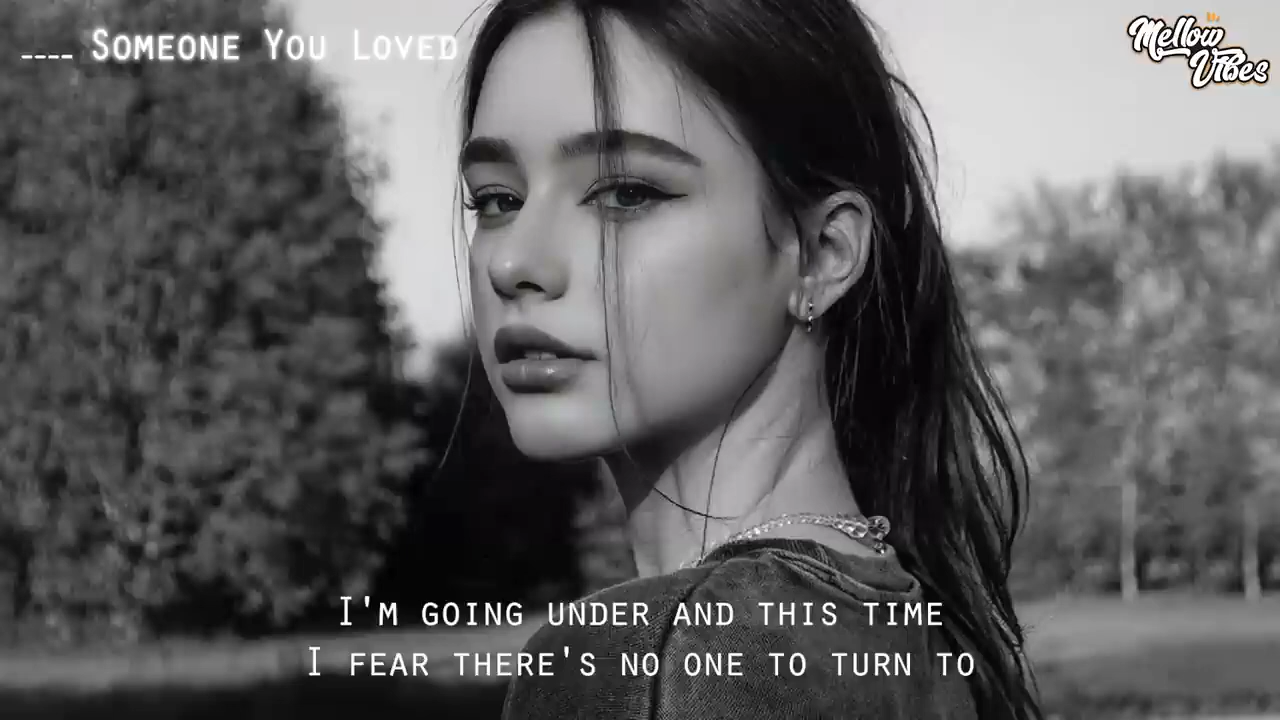 ---- Someone You Loved
Mellow
Vibes
I'm going under and this time
I fear there's no one to turn to